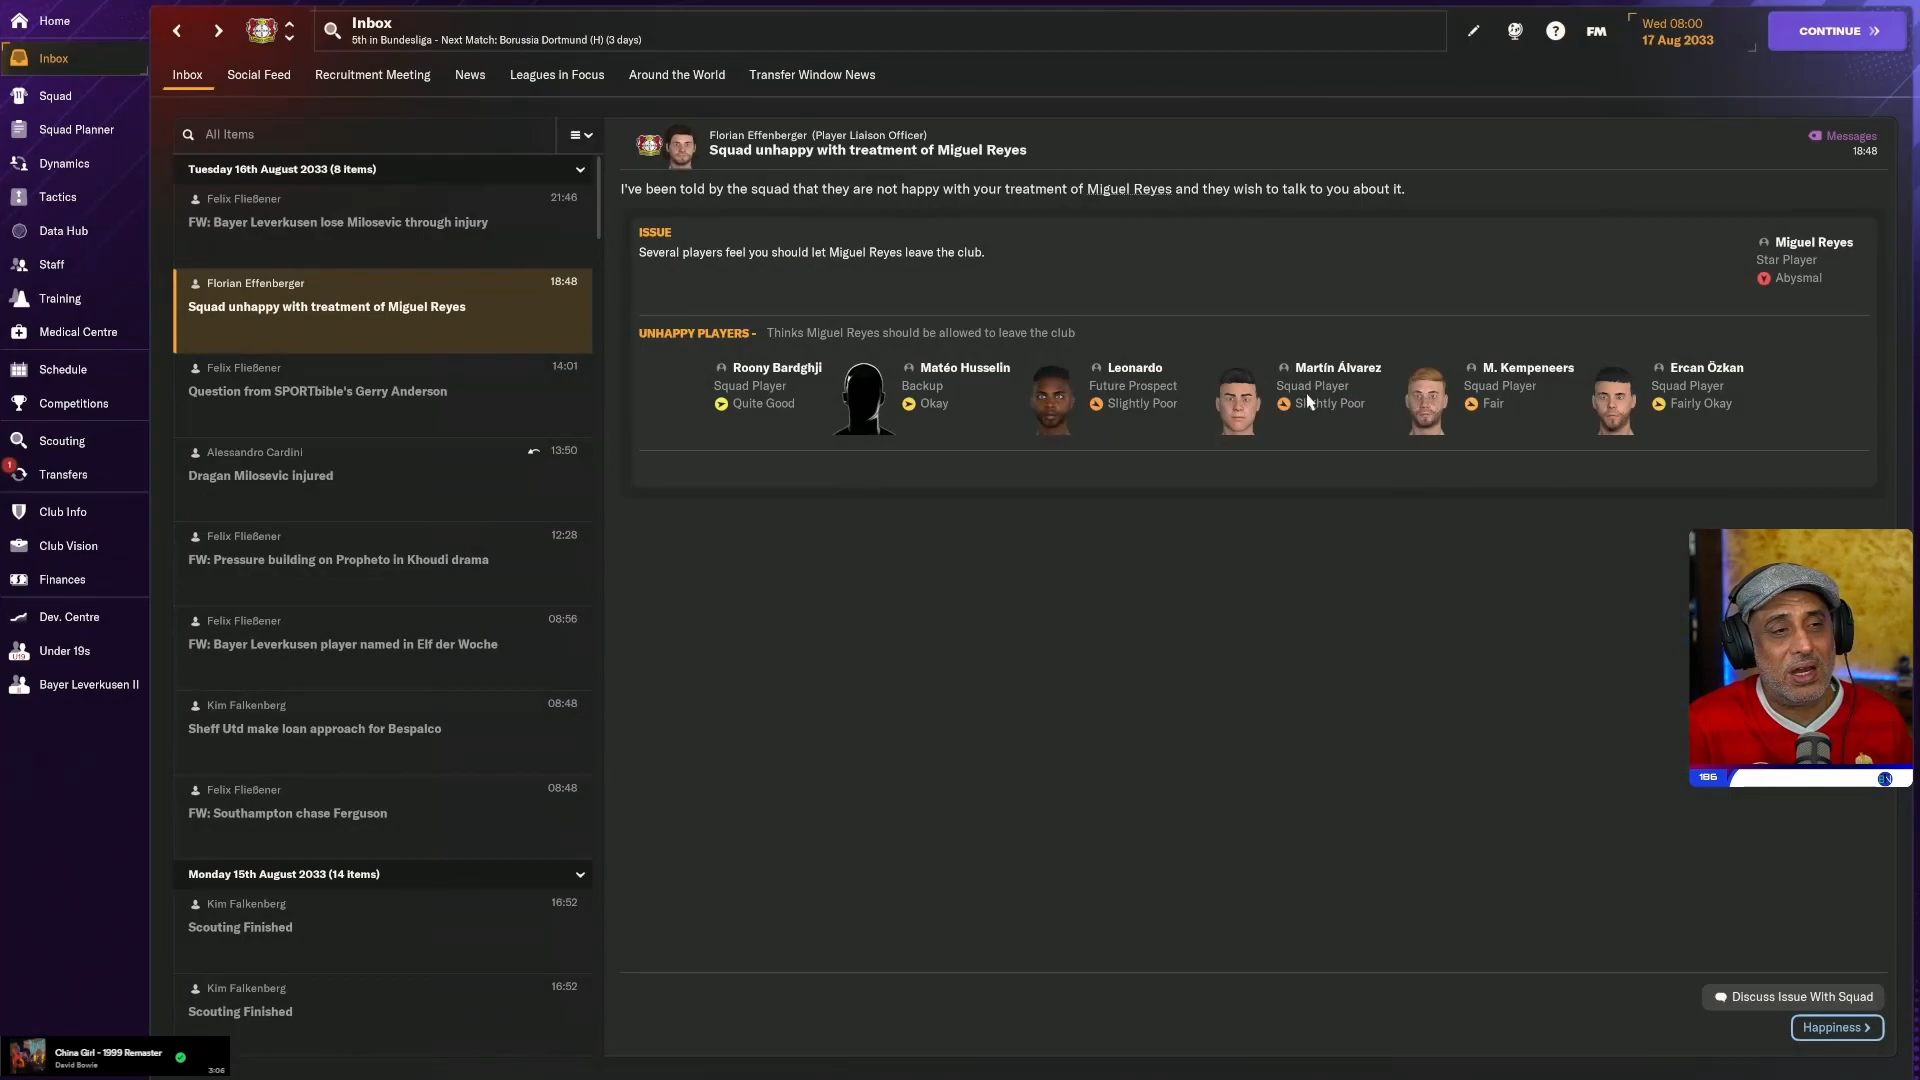 Home
Inbox
Squad
Squad Planner
Dynamics
Tactics
Data Hub
Staff
Training
Medical Centre
Schedule
Competitions
Scouting
1
Transfers
Club Info
Club Vision
Finances
Dev. Centre
Under 19s
Bayer Leverkusen II
Inbox
5th in Bundesliga - Next Match: Borussia Dortmund (H) (3 days)
FM
Wed 08:00
17 Aug 2033
CONTINUE
Inbox Social Feed Recruitment Meeting News Leagues in Focus Around the World Transfer Window News
All Items
Tuesday 16th August 2033 (8 items)
Felix Fließener 21:46
FW: Bayer Leverkusen lose Milosevic through injury
Florian Effenberger 18:48
Squad unhappy with treatment of Miguel Reyes
Felix Fließener 14:01
Question from SPORTbible's Gerry Anderson
Alessandro Cardini 13:50
Dragan Milosevic injured
Felix Fließener 12:28
FW: Pressure building on Propheto in Khoudi drama
Felix Fließener 08:56
FW: Bayer Leverkusen player named in Elf der Woche
Kim Falkenberg 08:48
Sheff Utd make loan approach for Bespalco
Felix Fließener 08:48
FW: Southampton chase Ferguson
Monday 15th August 2033 (14 items)
Kim Falkenberg 16:52
Scouting Finished
Kim Falkenberg 16:52
Scouting Finished
Florian Effenberger (Player Liaison Officer)
Squad unhappy with treatment of Miguel Reyes
Messages
18:48
I've been told by the squad that they are not happy with your treatment of Miguel Reyes and they wish to talk to you about it.
ISSUE
Several players feel you should let Miguel Reyes leave the club.
Miguel Reyes
Star Player
Abysmal
UNHAPPY PLAYERS - Thinks Miguel Reyes should be allowed to leave the club
Roony Bardghji
Squad Player
Quite Good
Matéo Husselin
Backup
Okay
Leonardo
Future Prospect
Slightly Poor
Martín Álvarez
Squad Player
Slightly Poor
M. Kempeneers
Squad Player
Fair
Ercan Özkan
Squad Player
Fairly Okay
186
Discuss Issue With Squad
Happiness >
China Girl - 1999 Remaster
David Bowie
3:06